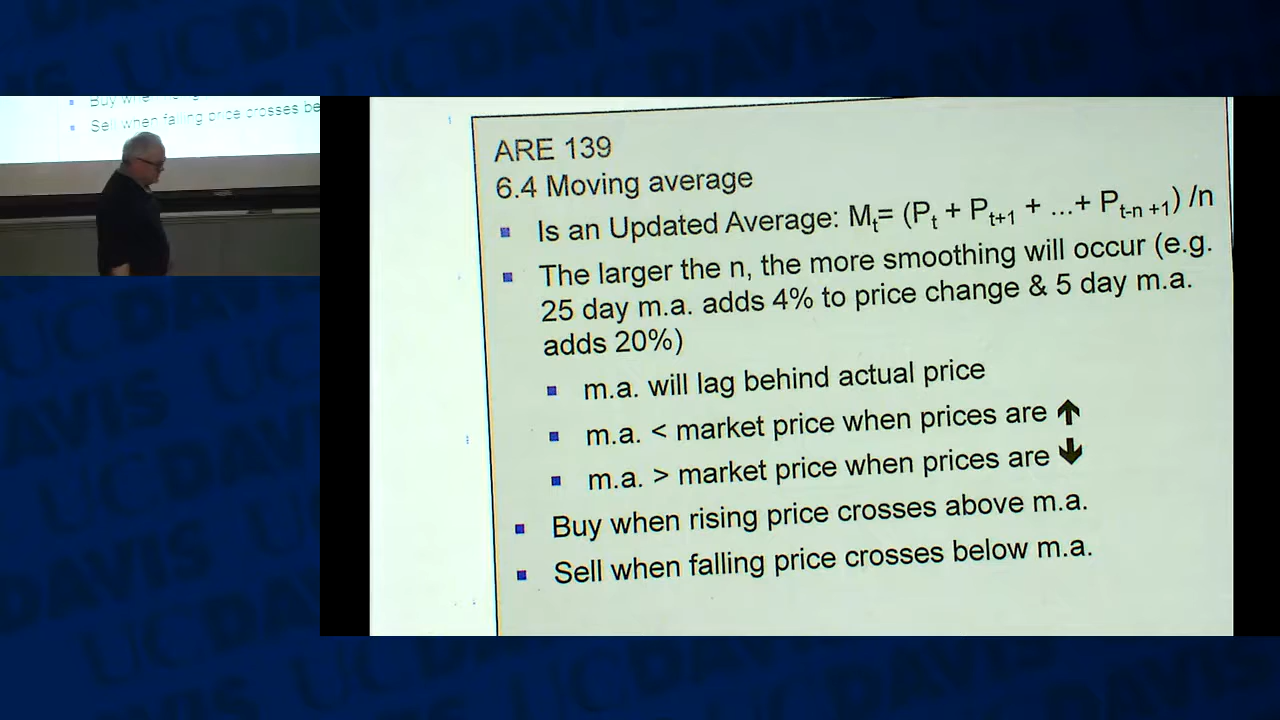 UC DAVIS
Buy when
Sell when falling price crosses be
ARE 139
6.4 Moving average
Is an Updated Average: Mt= (Pt + Pt+1 + ...+ Pt-n +1) /n
The larger the n, the more smoothing will occur (e.g.
25 day m.a. adds 4% to price change & 5 day m.a.
adds 20%)
m.a. will lag behind actual price
m.a. < market price when prices are ↑
m.a. > market price when prices are ↓
Buy when rising price crosses above m.a.
Sell when falling price crosses below m.a.